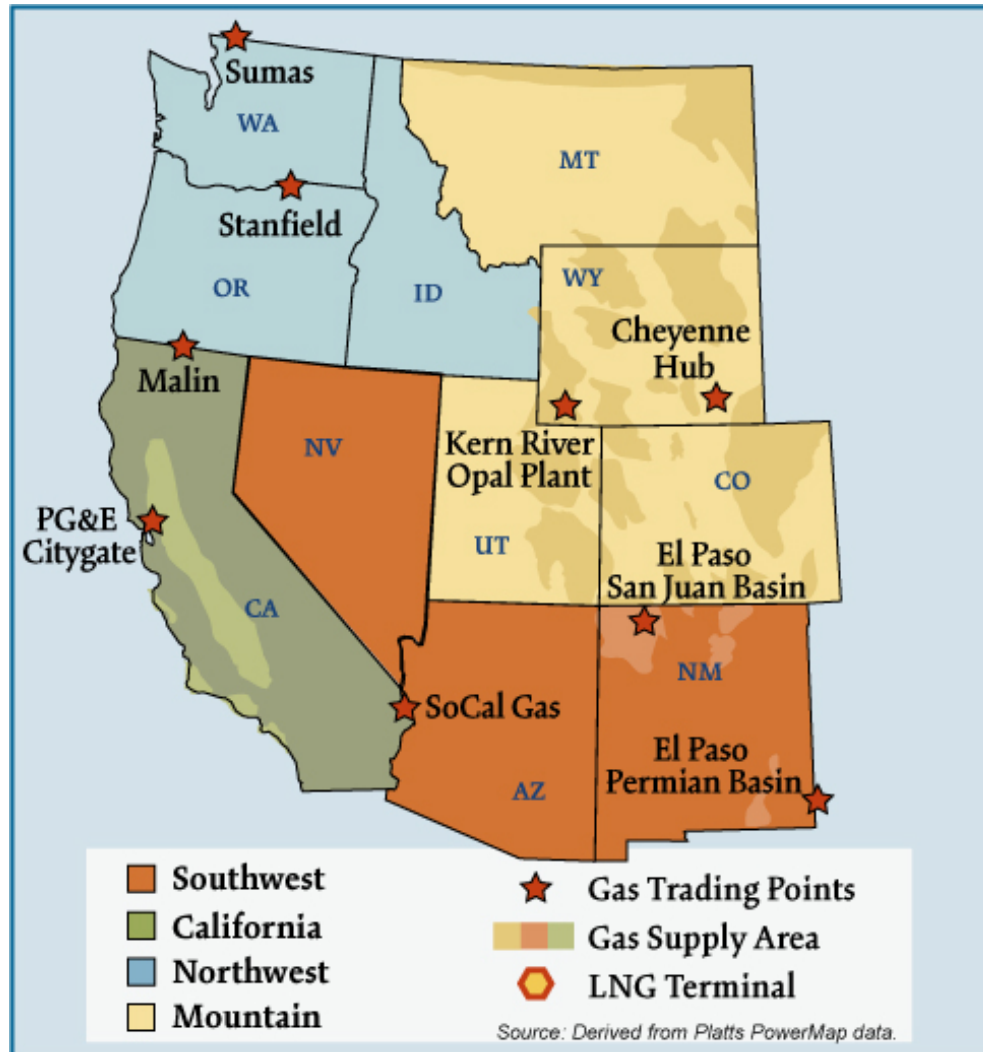 Sumas
WA
MT
Stanfield
OR
ID
WY
Cheyenne
Hub
Malin
NV
Kern River
Opal Plant
CO
PG&E
Citygate
UT
El Paso
San Juan Basin
CA
NM
SoCal Gas
El Paso
Permian Basin
AZ
Southwest
California
Northwest
Mountain
Gas Trading Points
Gas Supply Area
LNG Terminal
Source: Derived from Platts PowerMap data.